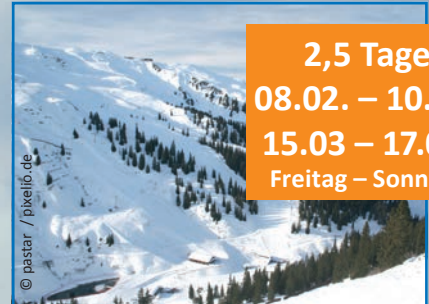 2,5 Tage
08.02. – 10.
15.03 – 17.0
Freitag – Sonn
© pastar / pixelio.de